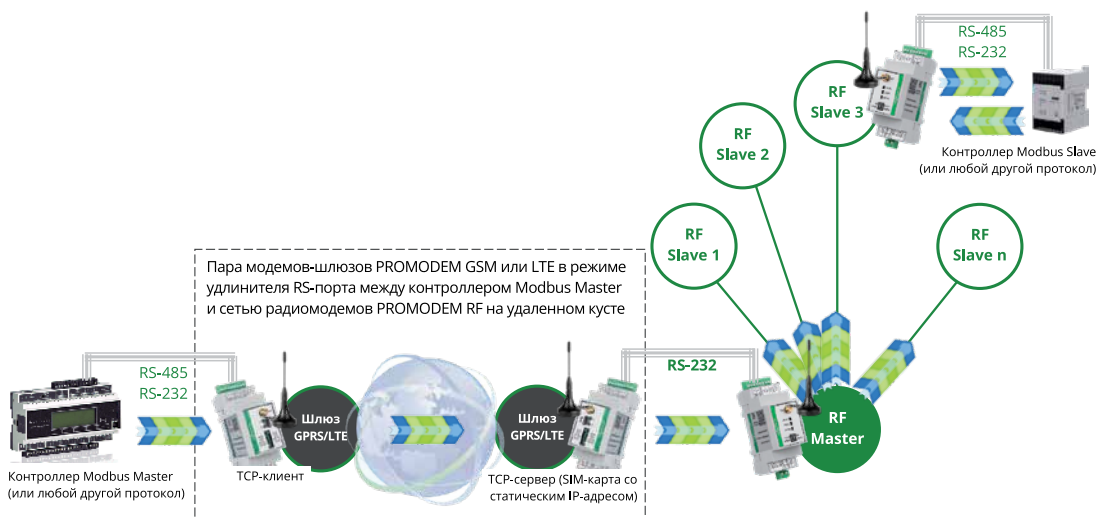 RS-485
RS-232
RF
Slave 3
RF
Slave 2
Контроллер Modbus Slave
(или любой другой протокол)
RF
Slave 1
RF
Slave n
Пара модемов-шлюзов PROMODEM GSM или LTE в режиме
удлинителя RS-порта между контроллером Modbus Master
и сетью радиомодемов PROMODEM RF на удаленном кусте
RS-485
RS-232
RS-232
Шлюз
GPRS/LTE
Шлюз
GPRS/LTE
RF
Master
Контроллер Modbus Master
(или любой другой протокол)
TCP-клиент
TCP-сервер (SIM-карта со
статическим IP-адресом)